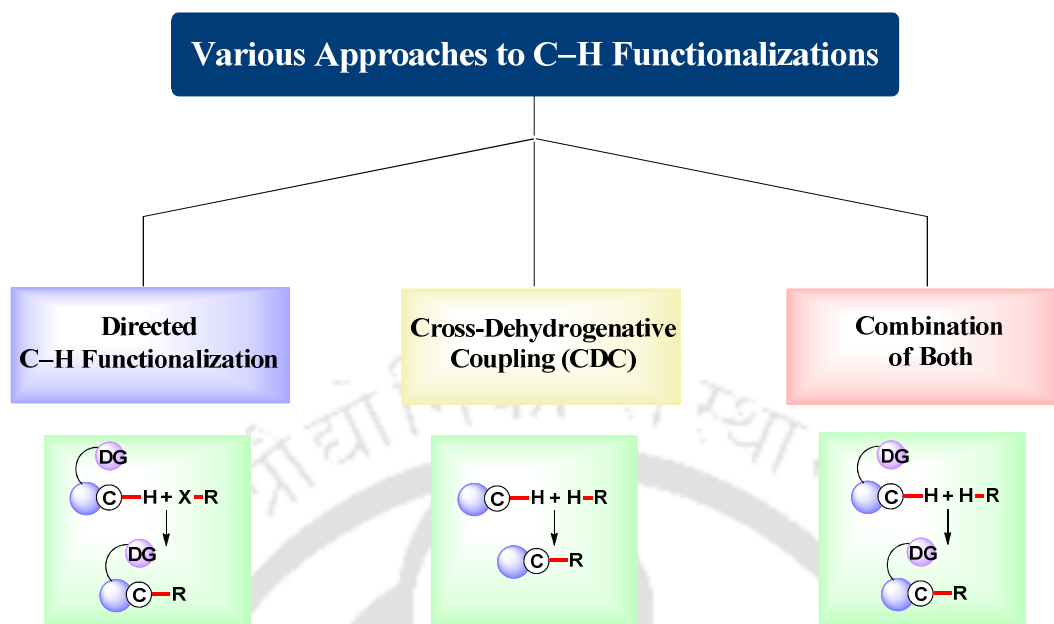 Various Approaches to C–H Functionalizations
Directed
C–H Functionalization
Cross-Dehydrogenative
Coupling (CDC)
Combination
of Both
DG
C–H + X–R
DG
C–R
C–H + H–R
C–R
DG
C–H + H–R
DG
C–R